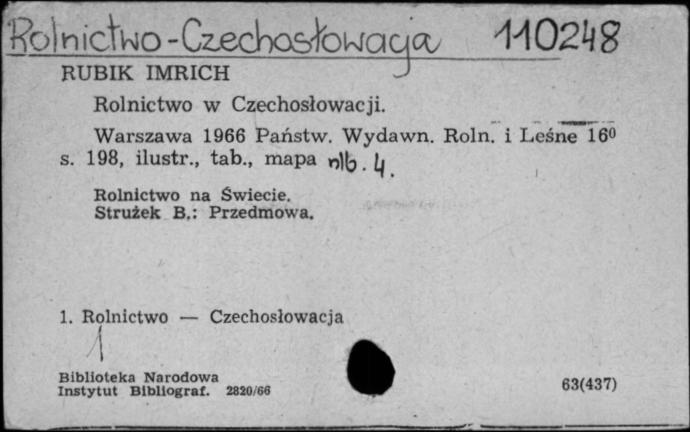 Rolnictwo-Czechosłowacja 110248
RUBIK IMRICH
Rolnictwo w Czechosłowacji.
Warszawa 1966 Państw. Wydawn. Roln. i Leśne 16⁰
s. 198, ilustr., tab., mapa nlb. 4.
Rolnictwo na Świecie.
Strużek B.: Przedmowa.
1. Rolnictwo — Czechosłowacja
1
Biblioteka Narodowa
Instytut Bibliograf. 2820/66 63(437)